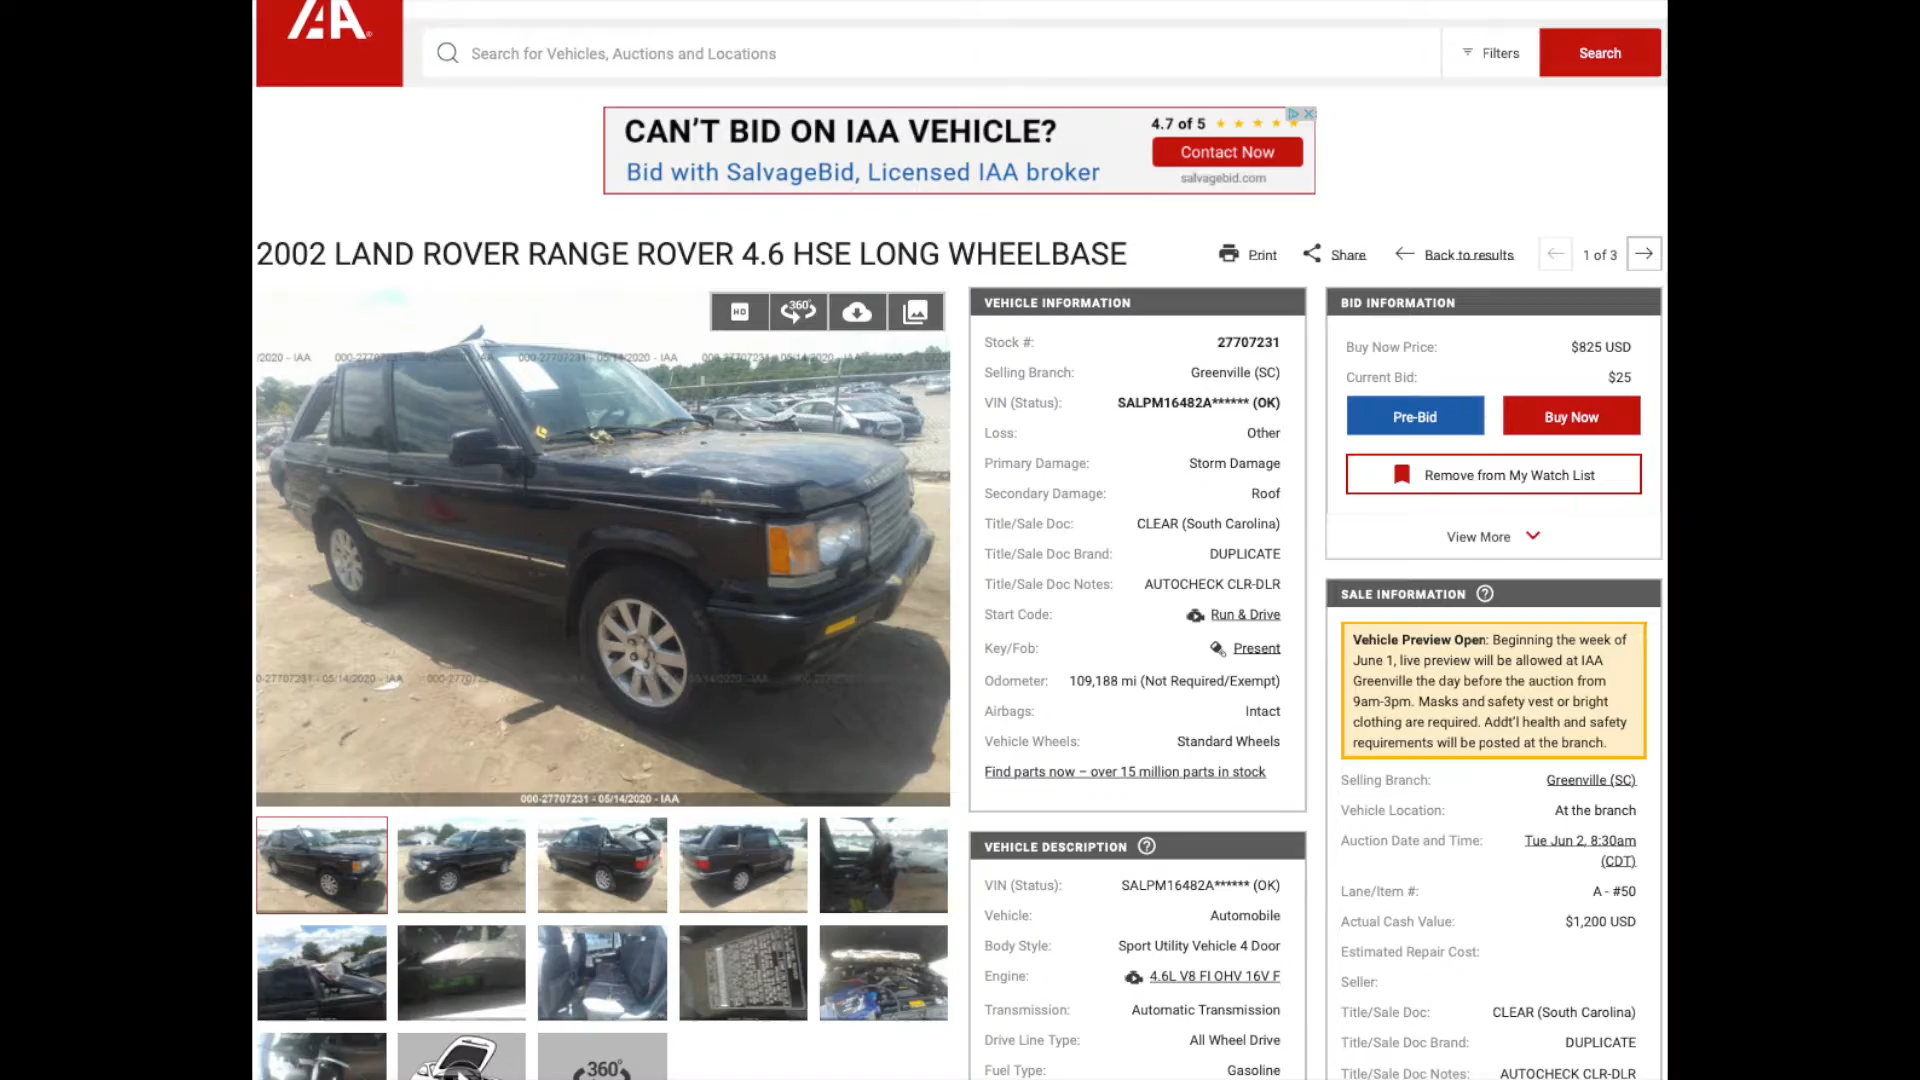 IAA
Search for Vehicles, Auctions and Locations
Filters
Search
CAN'T BID ON IAA VEHICLE?
Bid with SalvageBid, Licensed IAA broker
4.7 of 5
Contact Now
salvagebid.com
2002 LAND ROVER RANGE ROVER 4.6 HSE LONG WHEELBASE
Print
Share
Back to results
1 of 3
HD
360°
000-27707231 - 05/14/2020 - IAA
VEHICLE INFORMATION
Stock #: 27707231
Selling Branch: Greenville (SC)
VIN (Status): SALPM16482A****** (OK)
Loss: Other
Primary Damage: Storm Damage
Secondary Damage: Roof
Title/Sale Doc: CLEAR (South Carolina)
Title/Sale Doc Brand: DUPLICATE
Title/Sale Doc Notes: AUTOCHECK CLR-DLR
Start Code: Run & Drive
Key/Fob: Present
Odometer: 109,188 mi (Not Required/Exempt)
Airbags: Intact
Vehicle Wheels: Standard Wheels
Find parts now – over 15 million parts in stock
VEHICLE DESCRIPTION
VIN (Status): SALPM16482A****** (OK)
Vehicle: Automobile
Body Style: Sport Utility Vehicle 4 Door
Engine: 4.6L V8 FI OHV 16V F
Transmission: Automatic Transmission
Drive Line Type: All Wheel Drive
Fuel Type: Gasoline
BID INFORMATION
Buy Now Price: $825 USD
Current Bid: $25
Pre-Bid
Buy Now
Remove from My Watch List
View More
SALE INFORMATION
Vehicle Preview Open: Beginning the week of
June 1, live preview will be allowed at IAA
Greenville the day before the auction from
9am-3pm. Masks and safety vest or bright
clothing are required. Addt'l health and safety
requirements will be posted at the branch.
Selling Branch: Greenville (SC)
Vehicle Location: At the branch
Auction Date and Time: Tue Jun 2, 8:30am
(CDT)
Lane/Item #: A - #50
Actual Cash Value: $1,200 USD
Estimated Repair Cost:
Seller:
Title/Sale Doc: CLEAR (South Carolina)
Title/Sale Doc Brand: DUPLICATE
Title/Sale Doc Notes: AUTOCHECK CLR-DLR
360°